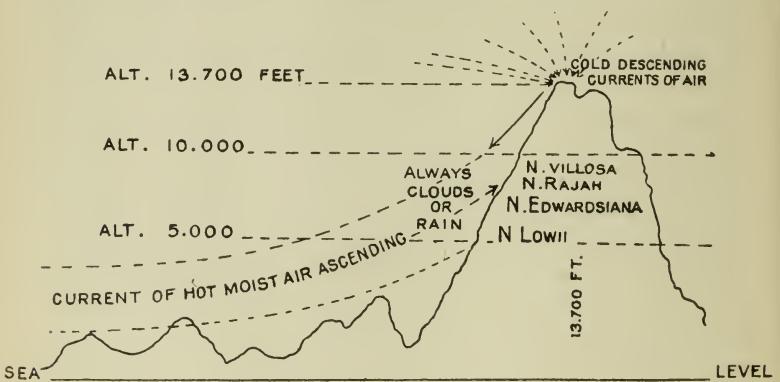 COLD DESCENDING
CURRENTS OF AIR
ALT. 13.700 FEET
ALT. 10.000
ALWAYS
CLOUDS
OR
RAIN
N. VILLOSA
N. RAJAH
N. EDWARDSIANA
ALT. 5.000
N LOWII
CURRENT OF HOT MOIST AIR ASCENDING
13.700 FT.
SEA
LEVEL